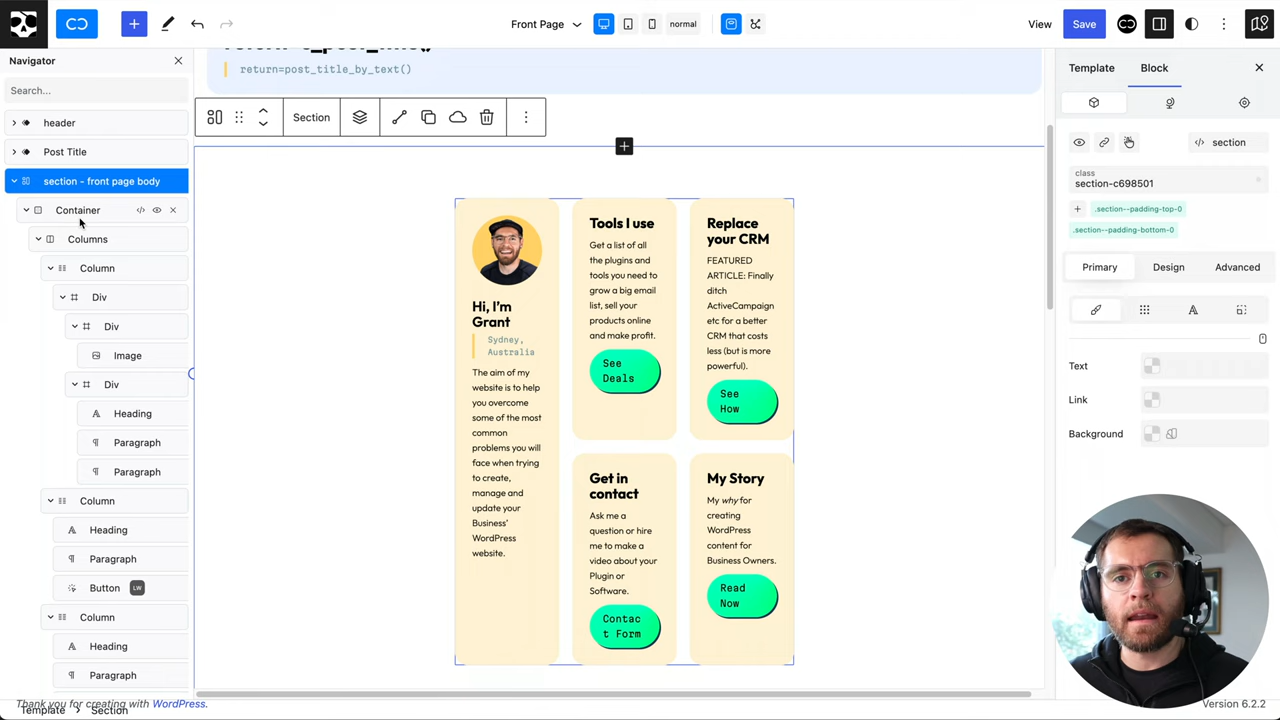 Front Page
normal
View
Save
Navigator
Search...
header
Post Title
section - front page body
Container
Columns
Column
Div
Div
Image
Div
Heading
Paragraph
Paragraph
Column
Heading
Paragraph
Button LW
Column
Heading
Paragraph
Thank you for creating with WordPress.
Template > Section
return=post_title_by_text()
Section
Hi, I'm
Grant
Sydney,
Australia
The aim of my
website is to help
you overcome
some of the most
common
problems you will
face when trying
to create,
manage and
update your
Business'
WordPress
website.
Tools I use
Get a list of all
the plugins and
tools you need to
grow a big email
list, sell your
products online
and make profit.
See
Deals
Replace
your CRM
FEATURED
ARTICLE: Finally
ditch
ActiveCampaign
etc for a better
CRM that costs
less (but is more
powerful).
See
How
Get in
contact
Ask me a
question or hire
me to make a
video about your
Plugin or
Software.
Contac
t Form
My Story
My why for
creating
WordPress
content for
Business Owners.
Read
Now
Template Block
section
class
section-c698501
.section--padding-top-0
.section--padding-bottom-0
Primary Design Advanced
Text
Link
Background
Version 6.2.2